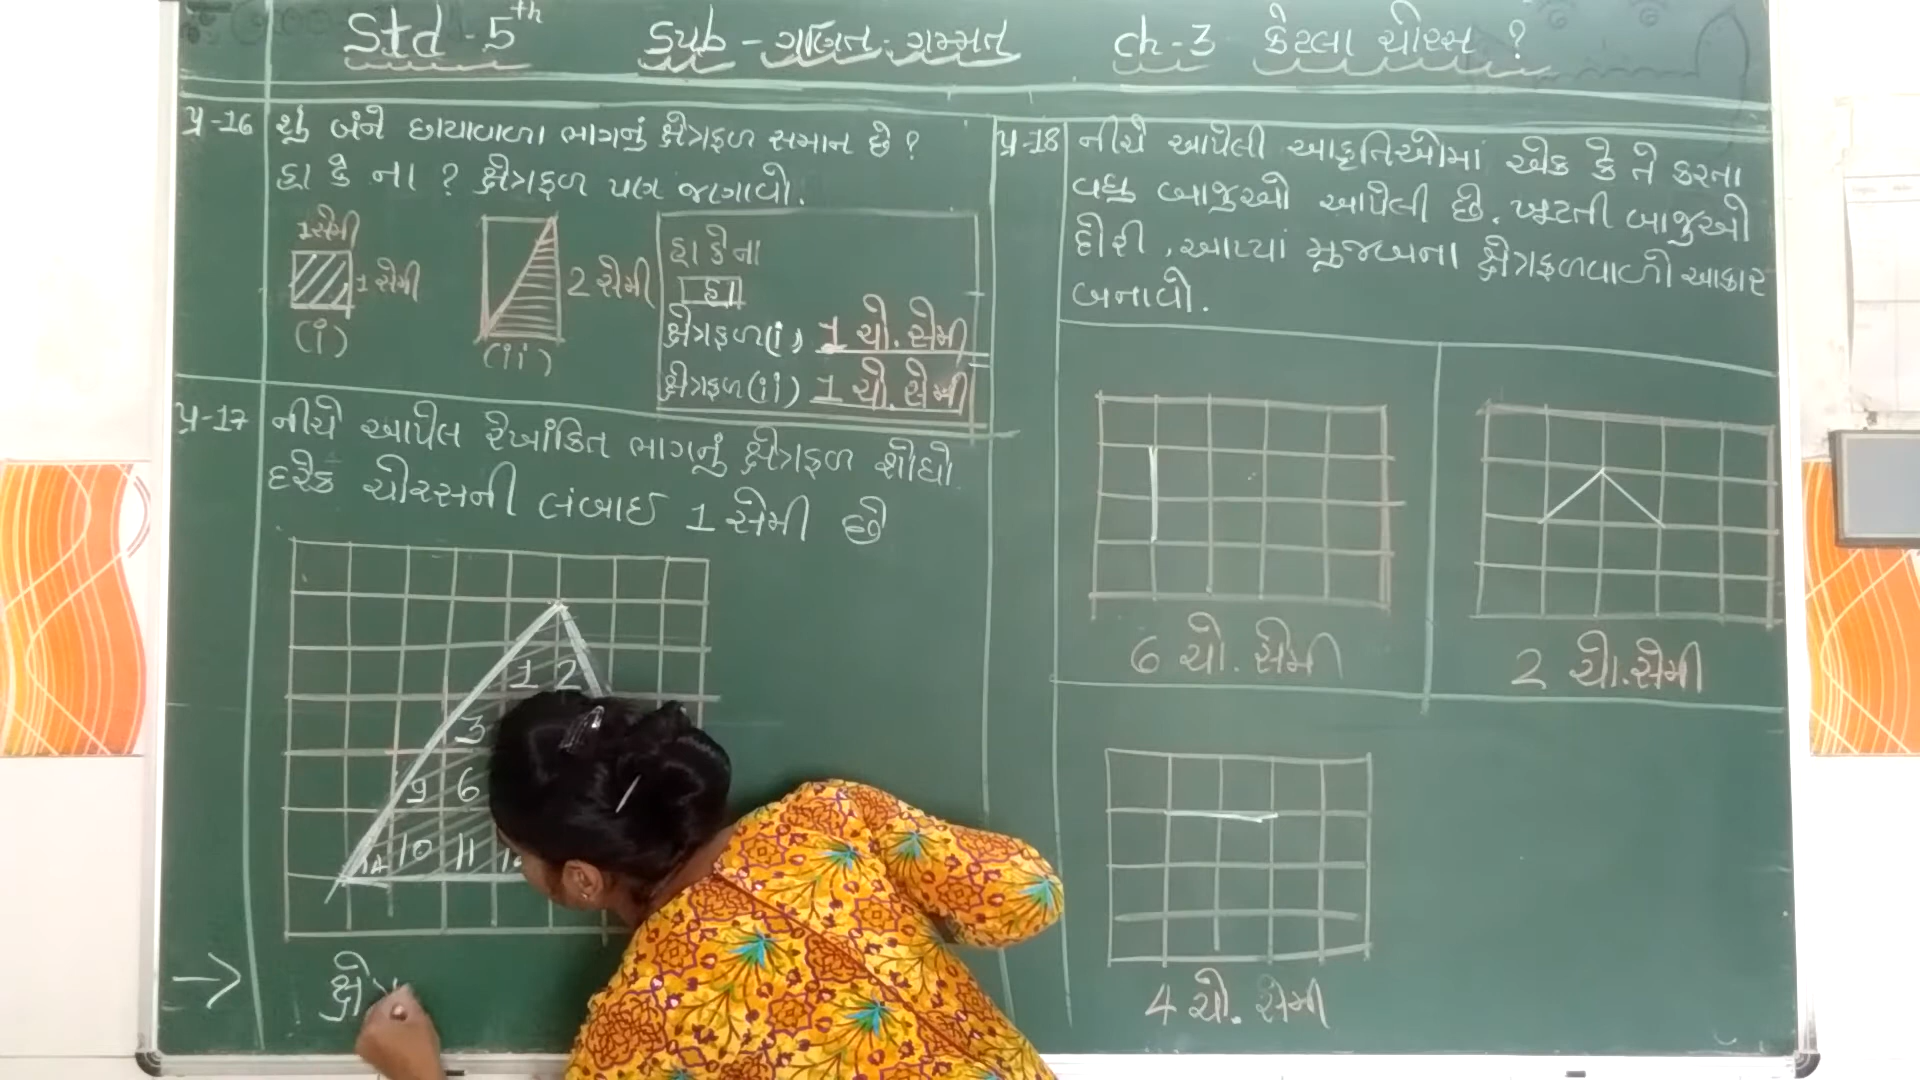 Std - 5th Sub - ગણિત - ગમ્મત ch-3 કેટલા ચોરસ ?
પ્ર-16 શું બંને છાયાવાળા ભાગનું ક્ષેત્રફળ સમાન છે ?
હા કે ના ? ક્ષેત્રફળ પણ જણાવો.
1 સેમી
1 સેમી
(i)
2 સેમી
(ii)
હા કે ના
હા
ક્ષેત્રફળ(i) 1 ચો. સેમી
ક્ષેત્રફળ(ii) 1 ચો. સેમી
પ્ર-17 નીચે આપેલ રેખાંકિત ભાગનું ક્ષેત્રફળ શોધો
દરેક ચોરસની લંબાઈ 1 સેમી છે
1 2
3
9 6
14 10 11
→
પ્ર-18 નીચે આપેલી આકૃતિઓમાં એક કે તે કરતા
વધુ બાજુઓ આપેલી છે. ખૂટતી બાજુઓ
દોરી, આપ્યાં મુજબના ક્ષેત્રફળવાળો આકાર
બનાવો.
6 ચો. સેમી
2 ચો. સેમી
4 ચો. સેમી